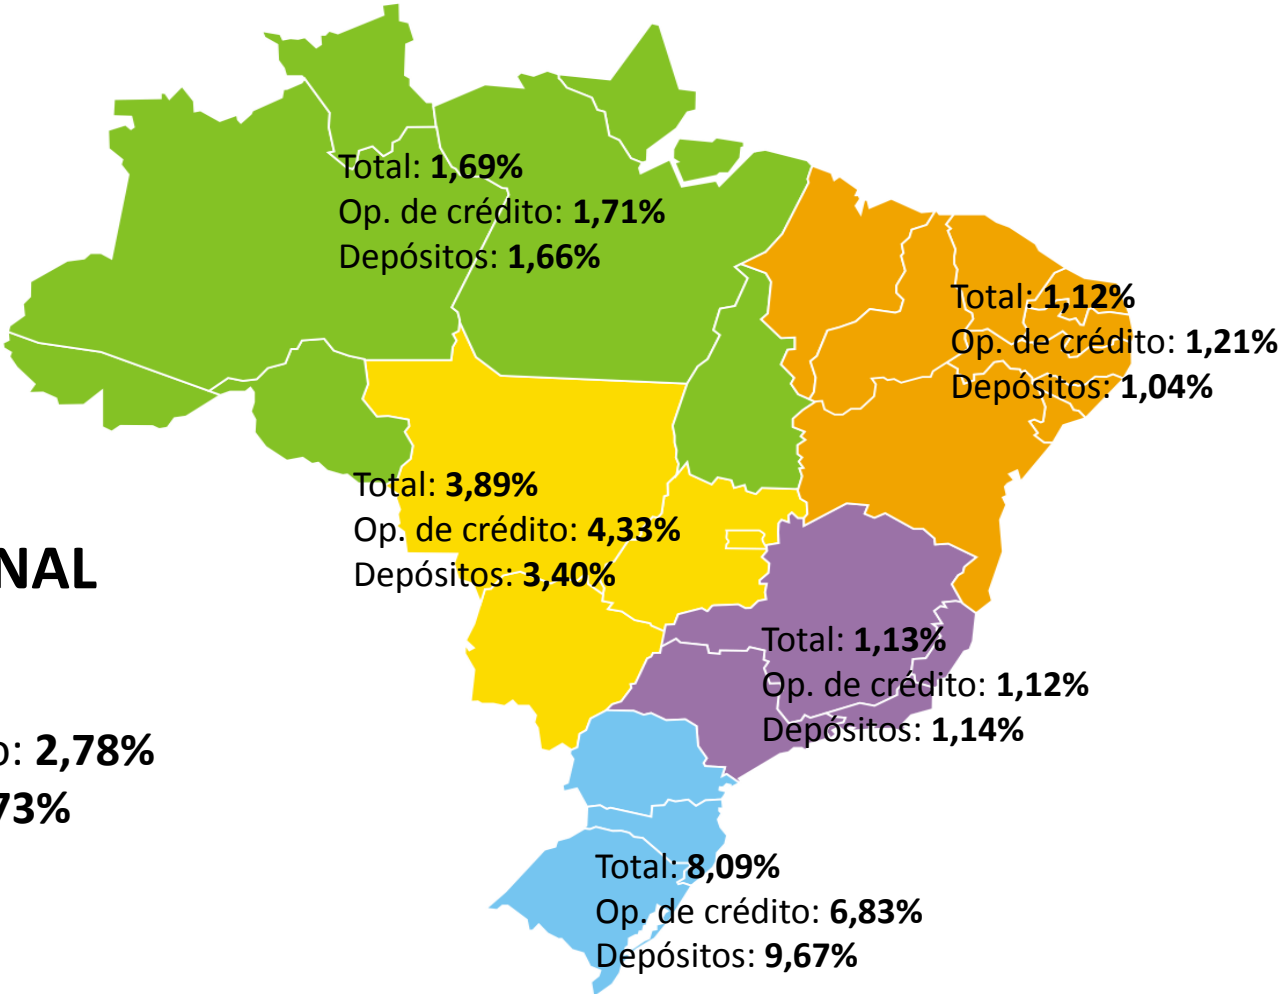 Total: 1,69%
Op. de crédito: 1,71%
Depósitos: 1,66%
Total: 1,12%
Op. de crédito: 1,21%
Depósitos: 1,04%
Total: 3,89%
Op. de crédito: 4,33%
Depósitos: 3,40%
NAL
o: 2,78%
73%
Total: 1,13%
Op. de crédito: 1,12%
Depósitos: 1,14%
Total: 8,09%
Op. de crédito: 6,83%
Depósitos: 9,67%